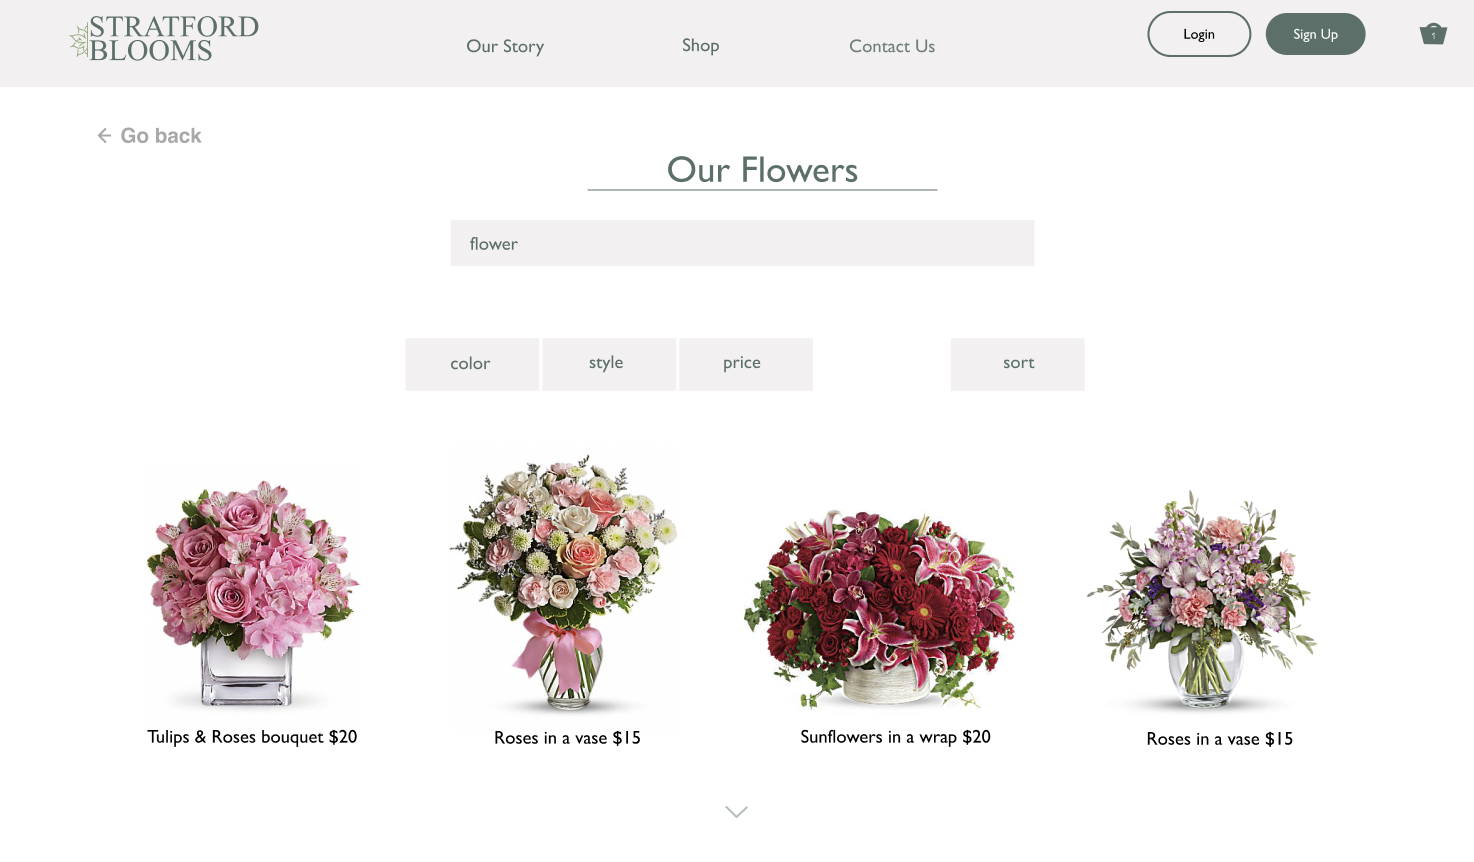 STRATFORD
BLOOMS
Our Story
Shop
Contact Us
Login
Sign Up
1
← Go back
Our Flowers
flower
color
style
price
sort
Tulips & Roses bouquet $20
Roses in a vase $15
Sunflowers in a wrap $20
Roses in a vase $15